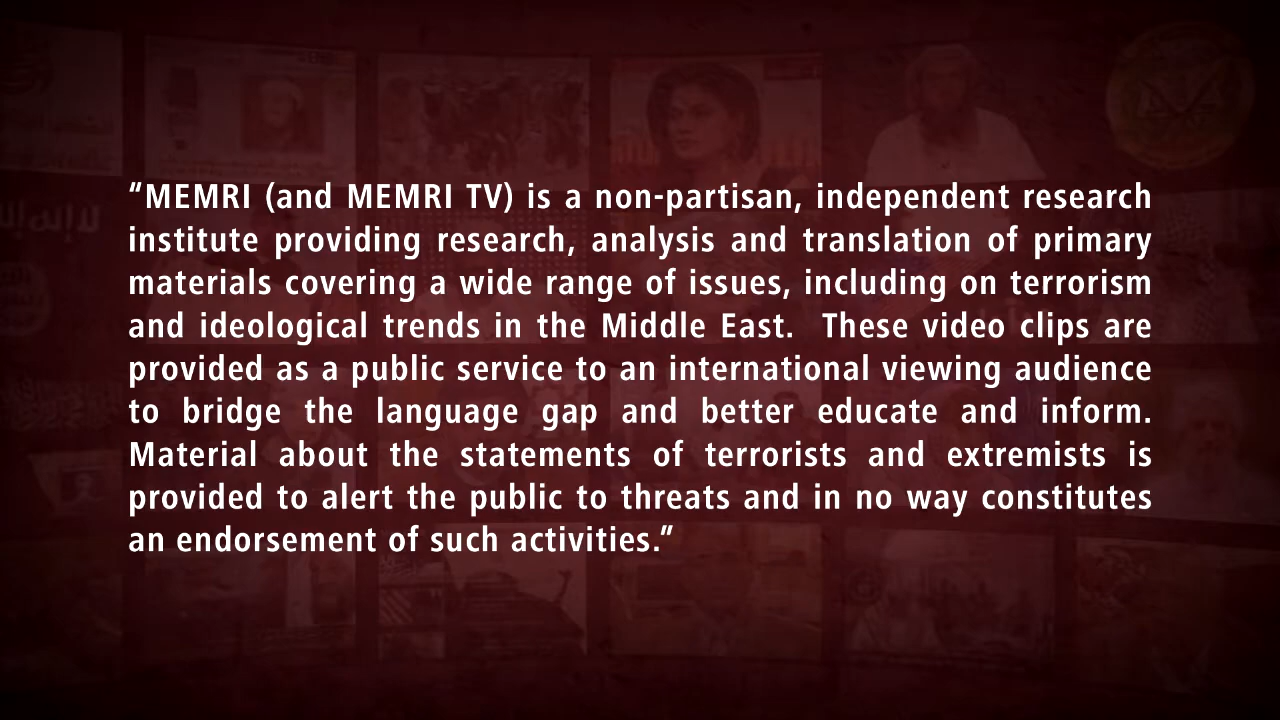 “MEMRI (and MEMRI TV) is a non-partisan, independent research
institute providing research, analysis and translation of primary
materials covering a wide range of issues, including on terrorism
and ideological trends in the Middle East. These video clips are
provided as a public service to an international viewing audience
to bridge the language gap and better educate and inform.
Material about the statements of terrorists and extremists is
provided to alert the public to threats and in no way constitutes
an endorsement of such activities.”